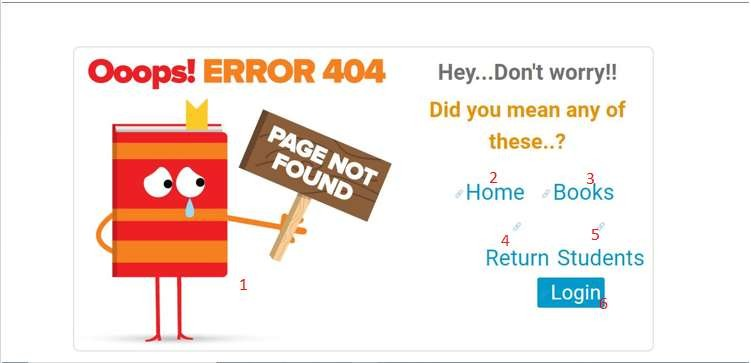 Ooops! ERROR 404
PAGE NOT
FOUND
1
Hey...Don't worry!!
Did you mean any of
these..?
2 3
Home Books
4 5
Return Students
Login
6